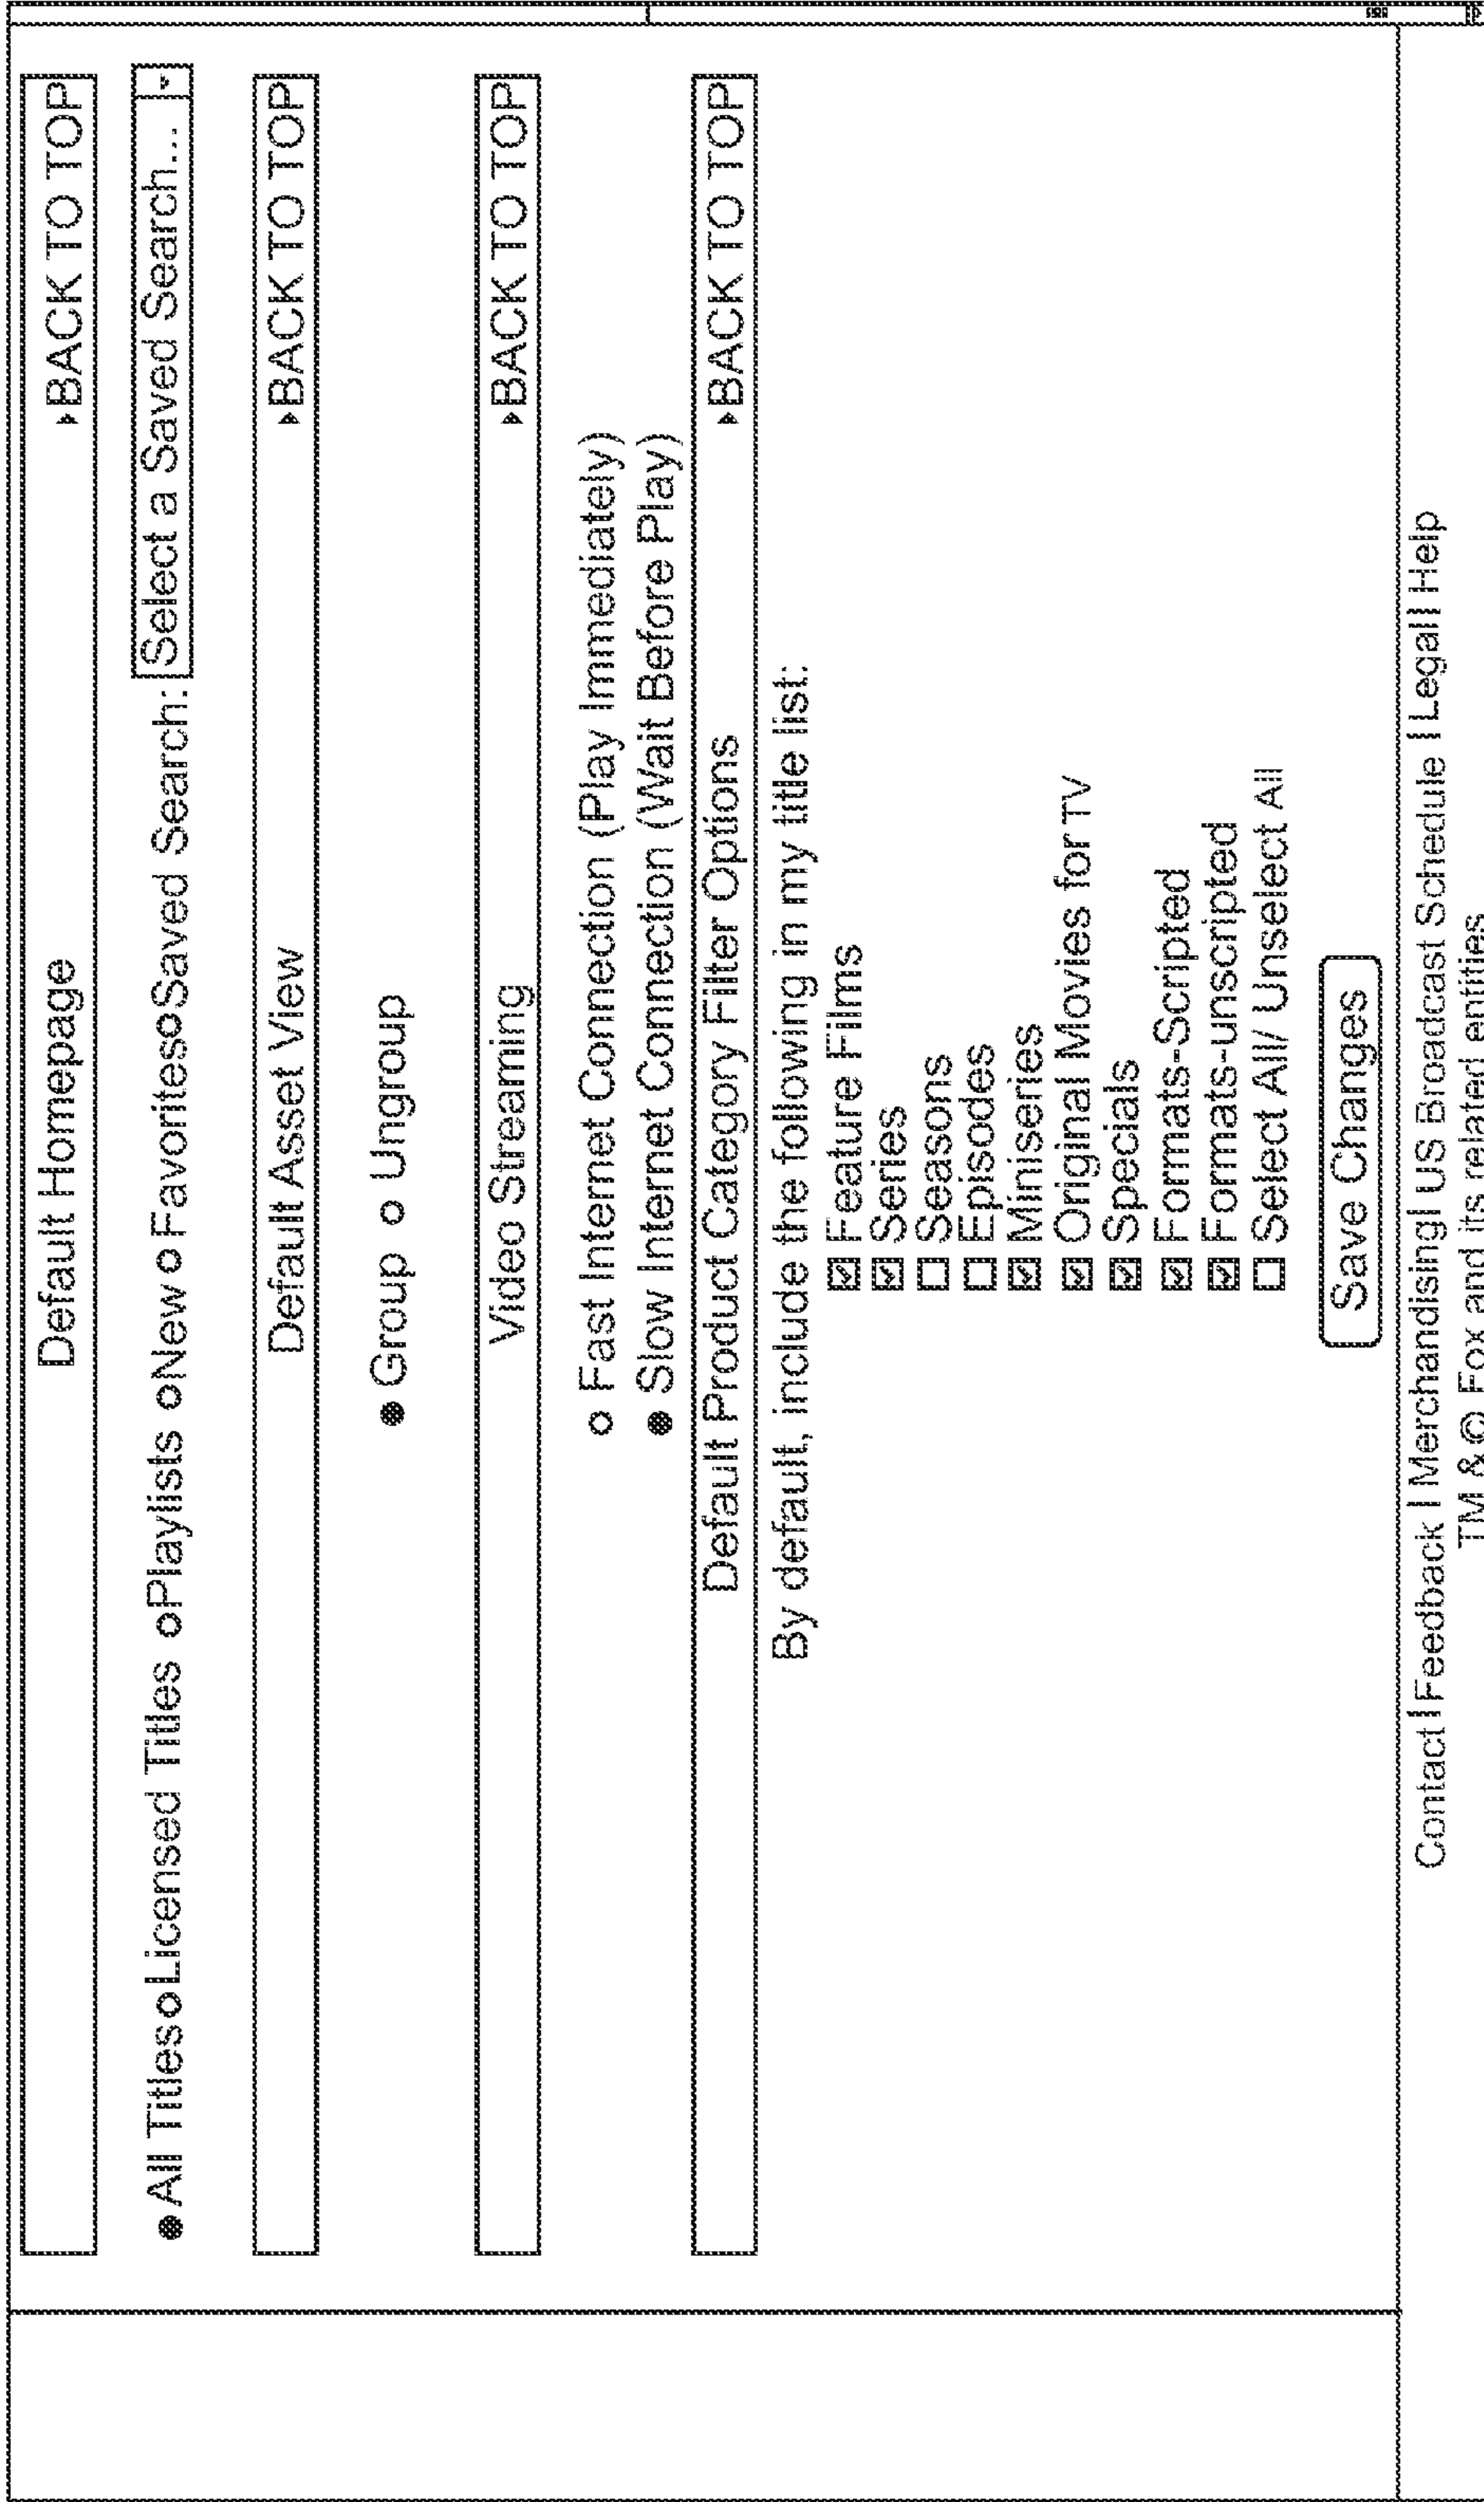 Default Homepage ▸BACK TO TOP
● All Titles o Licensed Titles o Playlists o New o Favorites o Saved Search: Select a Saved Search...
Default Asset View ▸BACK TO TOP
● Group o Ungroup
Video Streaming ▸BACK TO TOP
o Fast Internet Connection (Play Immediately)
● Slow Internet Connection (Wait Before Play)
Default Product Category Filter Options ▸BACK TO TOP
By default, include the following in my title list:
☑ Feature Films
☑ Series
☐ Seasons
☐ Episodes
☑ Miniseries
☑ Original Movies for TV
☑ Specials
☑ Formats-Scripted
☑ Formats-unscripted
☐ Select All/ Unselect All
Save Changes
Contact | Feedback | Merchandising | US Broadcast Schedule | Legal | Help
TM & © Fox and its related entities